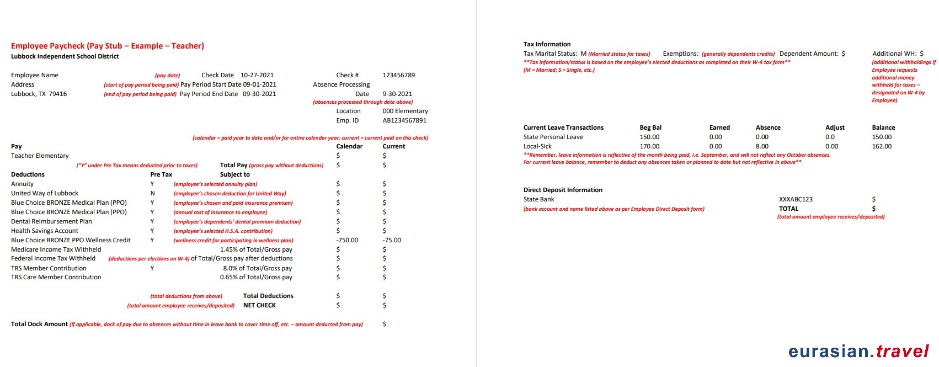 Employee Paycheck (Pay Stub – Example – Teacher)
Lubbock Independent School District
Employee Name (pay date) Check Date 10-27-2021 Check # 123456789
Address (start of pay period being paid) Pay Period Start Date 09-01-2021 Absence Processing
Lubbock, TX 79416 (end of pay period being paid) Pay Period End Date 09-30-2021 Date 9-30-2021
(absences processed through date above)
Location 000 Elementary
Emp. ID AB1234567891
(calendar = paid year to date and/or for entire calendar year; current = current paid on this check)
Pay Calendar Current
Teacher Elementary $ $
("Y" under Pre Tax means deducted prior to taxes) Total Pay (gross pay without deductions) $ $
Deductions Pre Tax Subject to
Annuity Y (employee's selected annuity plan) $ $
United Way of Lubbock N (employee's chosen deduction for United Way) $ $
Blue Choice BRONZE Medical Plan (PPO) Y (employee's chosen and paid insurance premium) $ $
Blue Choice BRONZE Medical Plan (PPO) Y (annual cost of insurance to employee) $ $
Dental Reimbursement Plan Y (employee's dependents' dental premium deduction) $ $
Health Savings Account Y (employee's selected H.S.A. contribution) $ $
Blue Choice BRONZE PPO Wellness Credit Y (wellness credit for participating in wellness plan) -750.00 -75.00
Medicare Income Tax Withheld 1.45% of Total/Gross pay $ $
Federal Income Tax Withheld (deductions per elections on W-4) of Total/Gross pay after deductions $ $
TRS Member Contribution Y 8.0% of Total/Gross pay $ $
TRS Care Member Contribution 0.65% of Total/Gross pay $ $
(total deductions from above) Total Deductions $ $
(total amount employee receives/deposited) NET CHECK $ $
Total Dock Amount (if applicable, dock of pay due to absences without time in leave bank to cover time off, etc. – amount deducted from pay) $
Tax Information
Tax Marital Status: M (Married status for taxes) Exemptions: (generally dependents credits) Dependent Amount: $ Additional WH: $
**Tax information/status is based on the employee's elected deductions as completed on their W-4 tax form**
(M = Married; S = Single, etc.)
(additional withholdings if
Employee requests
additional money
withheld for taxes –
designated on W-4 by
Employee)
Current Leave Transactions Beg Bal Earned Absence Adjust Balance
State Personal Leave 150.00 0.00 0.00 0.0 150.00
Local-Sick 170.00 0.00 8.00 0.00 162.00
**Remember, leave information is reflective of the month being paid, i.e. September, and will not reflect any October absences.
For current leave balance, remember to deduct any absences taken or planned to date but not reflective in above**
Direct Deposit Information
State Bank XXXABC123 $
(bank account and name listed above as per Employee Direct Deposit form) TOTAL $
(total amount employee receives/deposited)
eurasian.travel